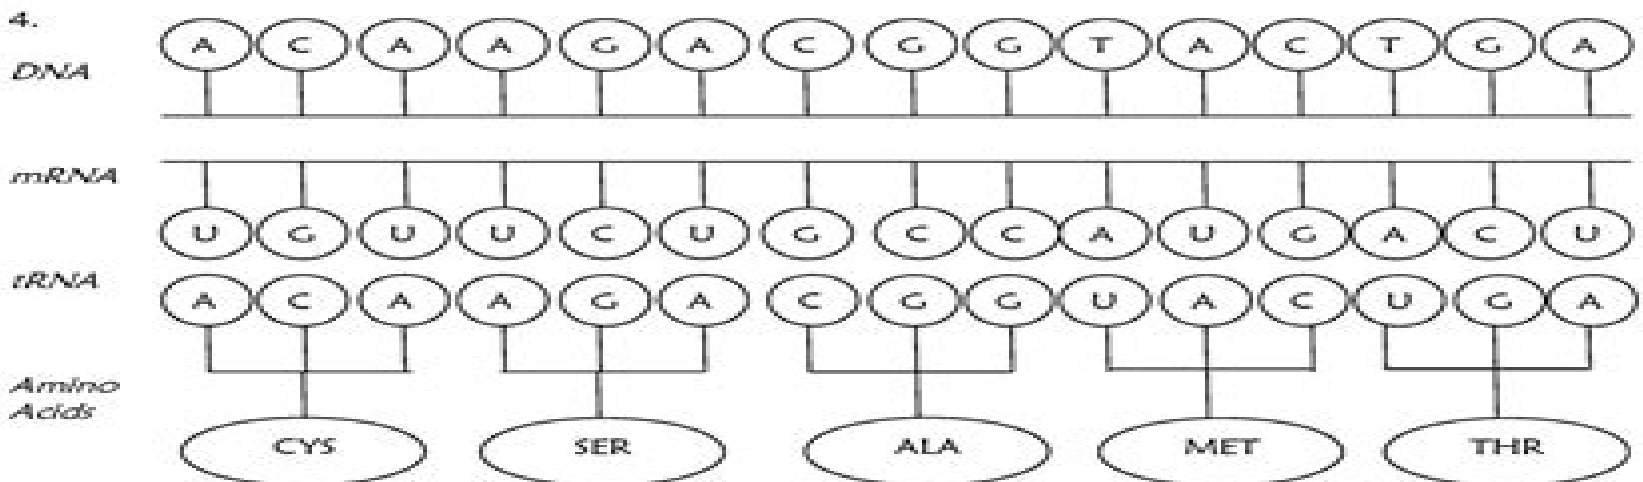 4.
DNA
A C A A G A C G G T A C T G A
mRNA
U G U U C U G C C A U G A C U
tRNA
A C A A G A C G G U A C U G A
Amino
Acids
CYS SER ALA MET THR